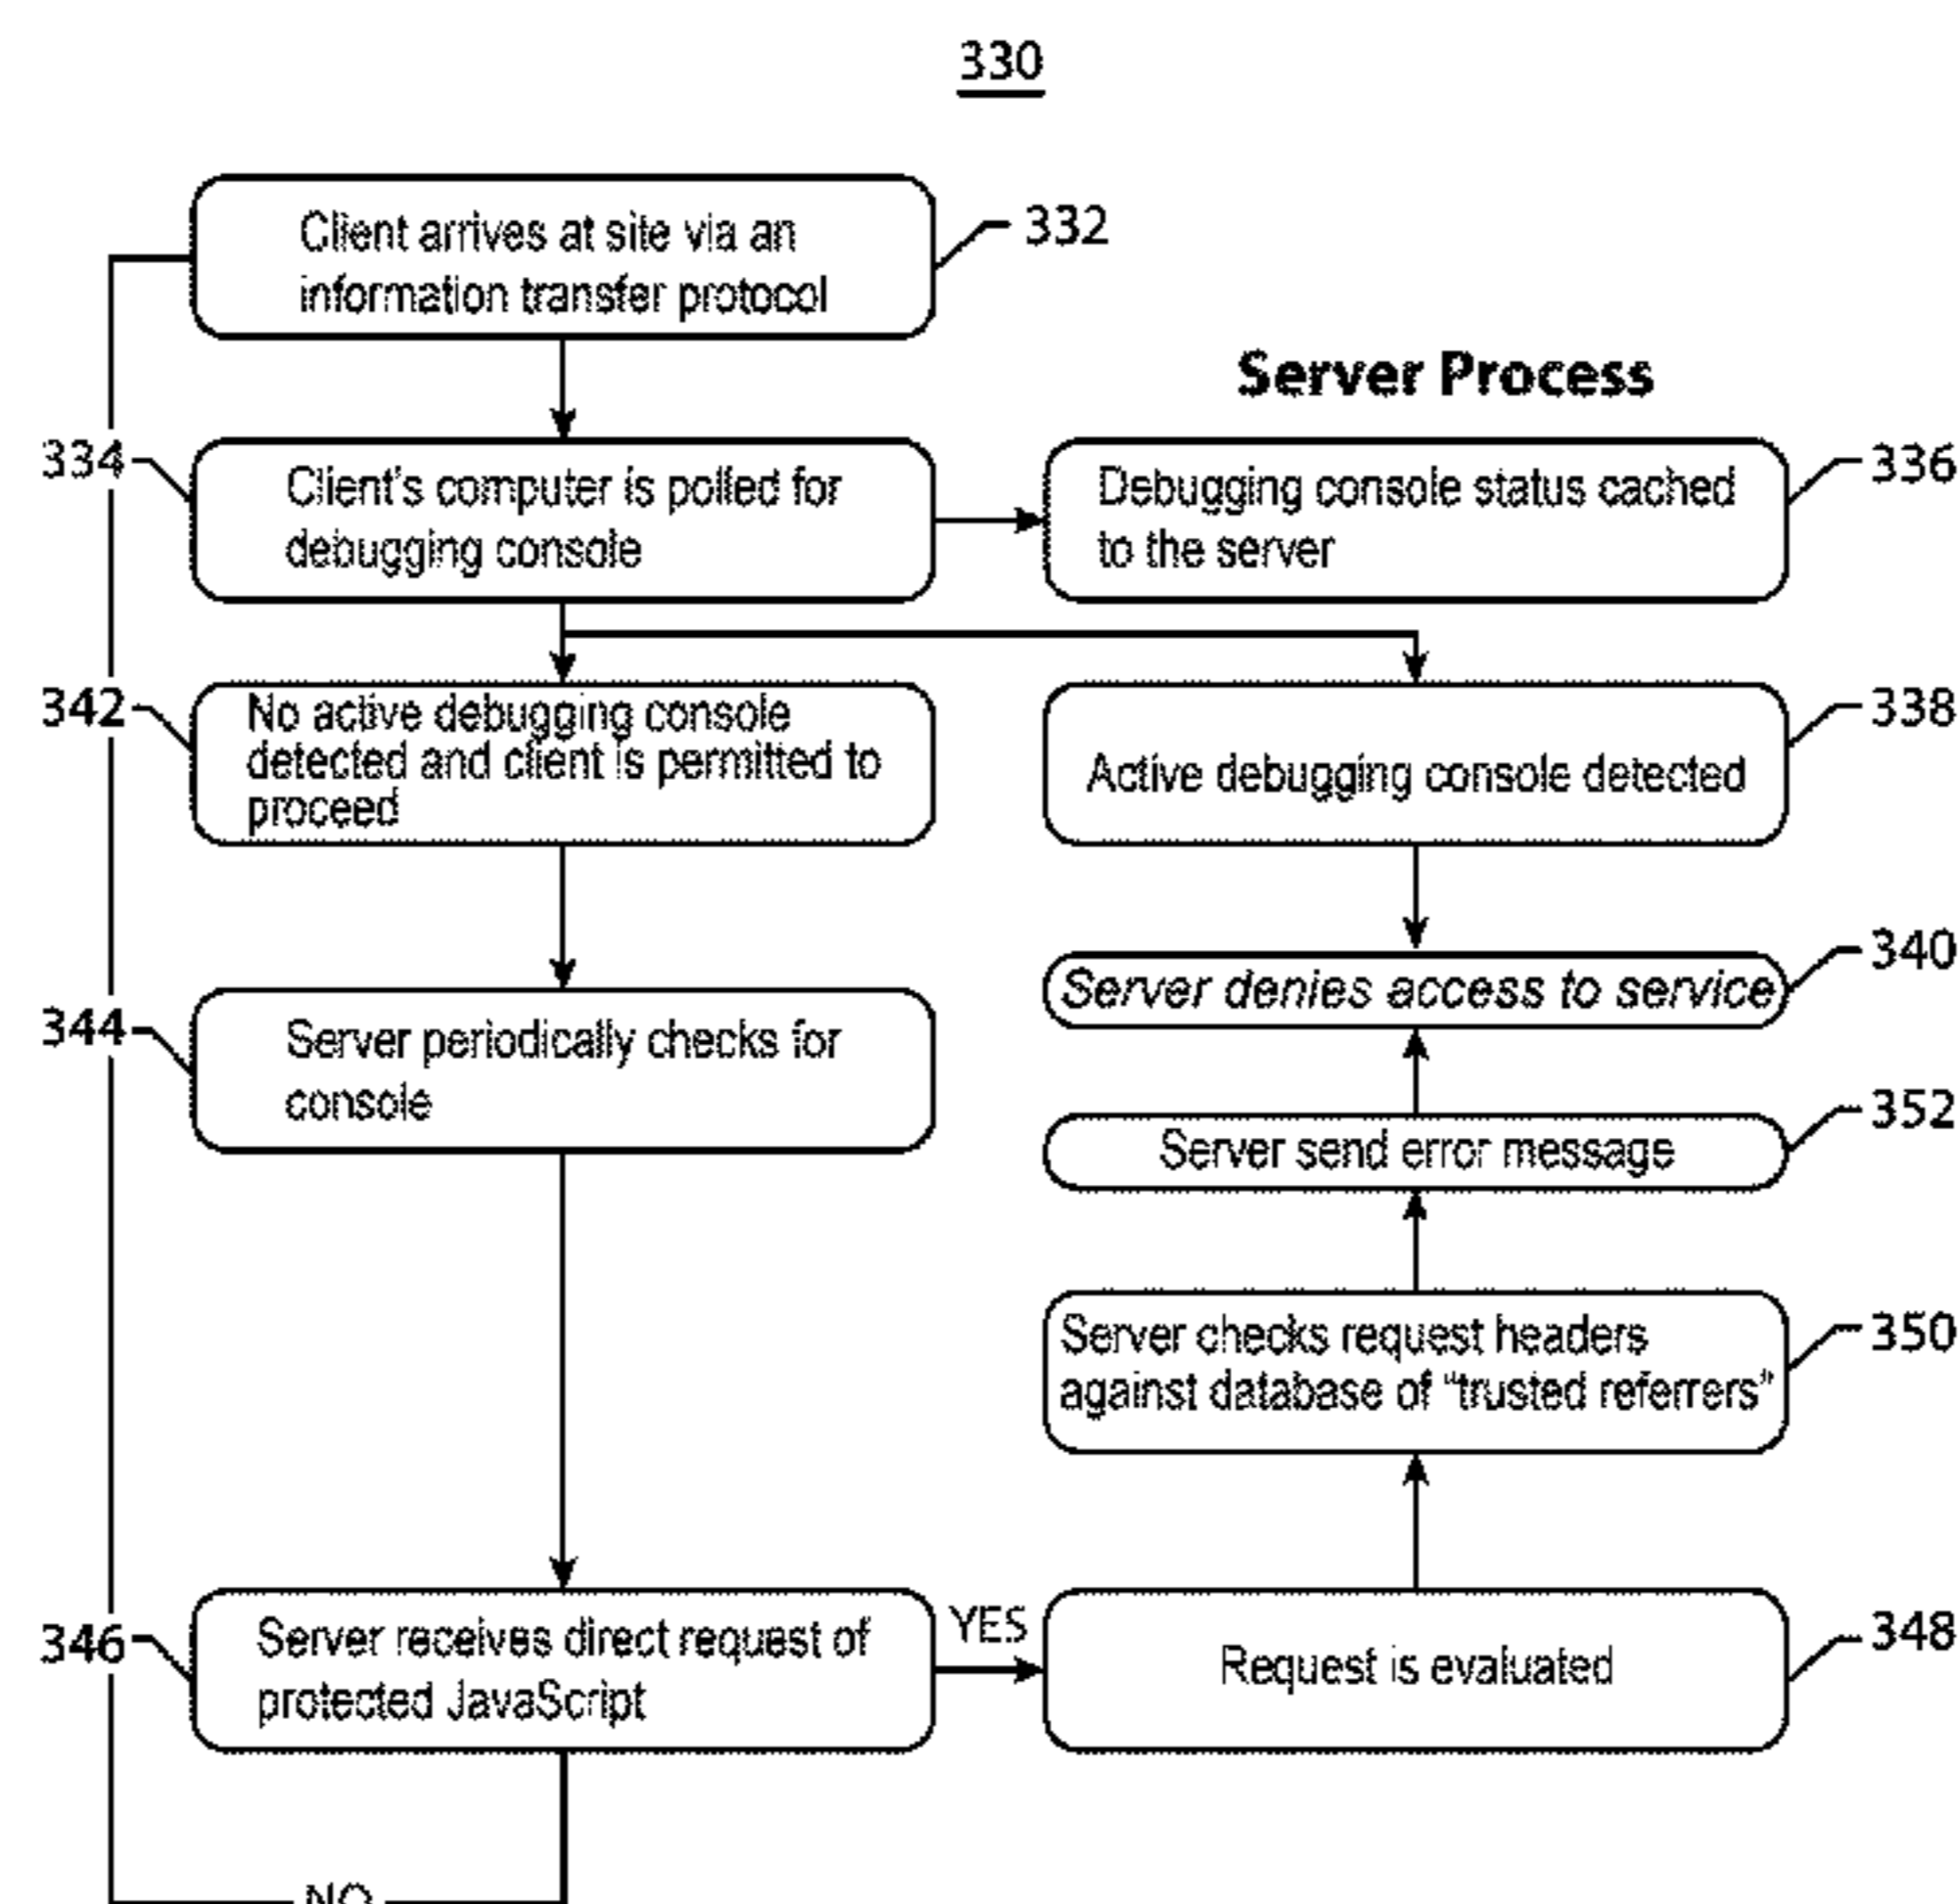 330
Client arrives at site via an
information transfer protocol
332
Server Process
334
Client's computer is polled for
debugging console
Debugging console status cached
to the server
336
342
No active debugging console
detected and client is permitted to
proceed
Active debugging console detected
338
Server denies access to service
340
344
Server periodically checks for
console
Server send error message
352
Server checks request headers
against database of “trusted referrers”
350
346
Server receives direct request of
protected JavaScript
YES
Request is evaluated
348
NO